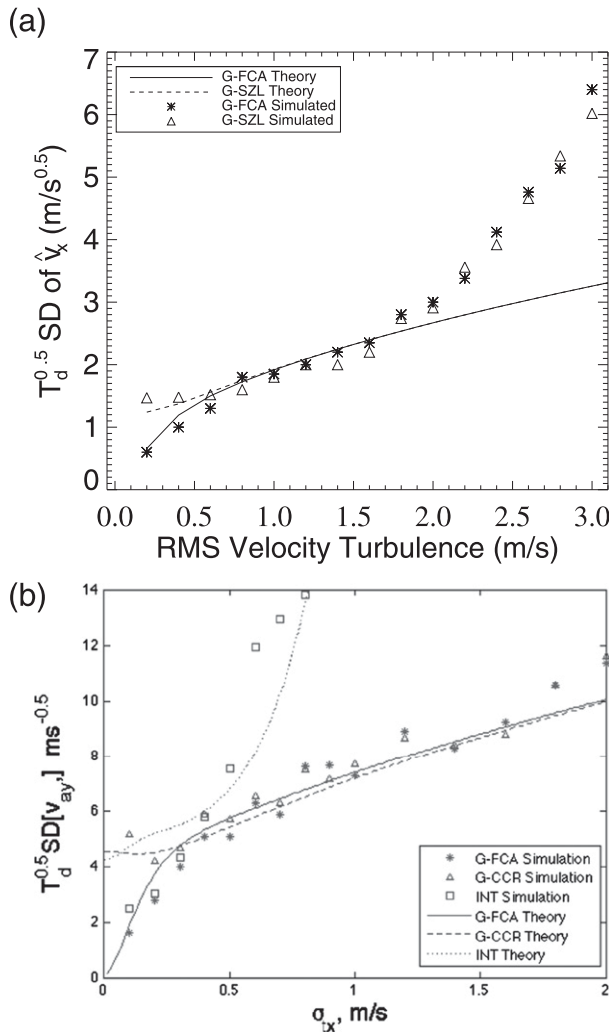 (a)
7
6
5
4
3
2
1
0
T_d^0.5 SD of v̂_x (m/s^0.5)
G-FCA Theory
G-SZL Theory
G-FCA Simulated
G-SZL Simulated
0.0 0.5 1.0 1.5 2.0 2.5 3.0
RMS Velocity Turbulence (m/s)
(b)
14
12
10
8
6
4
2
0
T_d^0.5 SD[v_ay,] ms^-0.5
G-FCA Simulation
G-CCR Simulation
INT Simulation
G-FCA Theory
G-CCR Theory
INT Theory
0 0.5 1 1.5 2
σ_tx, m/s